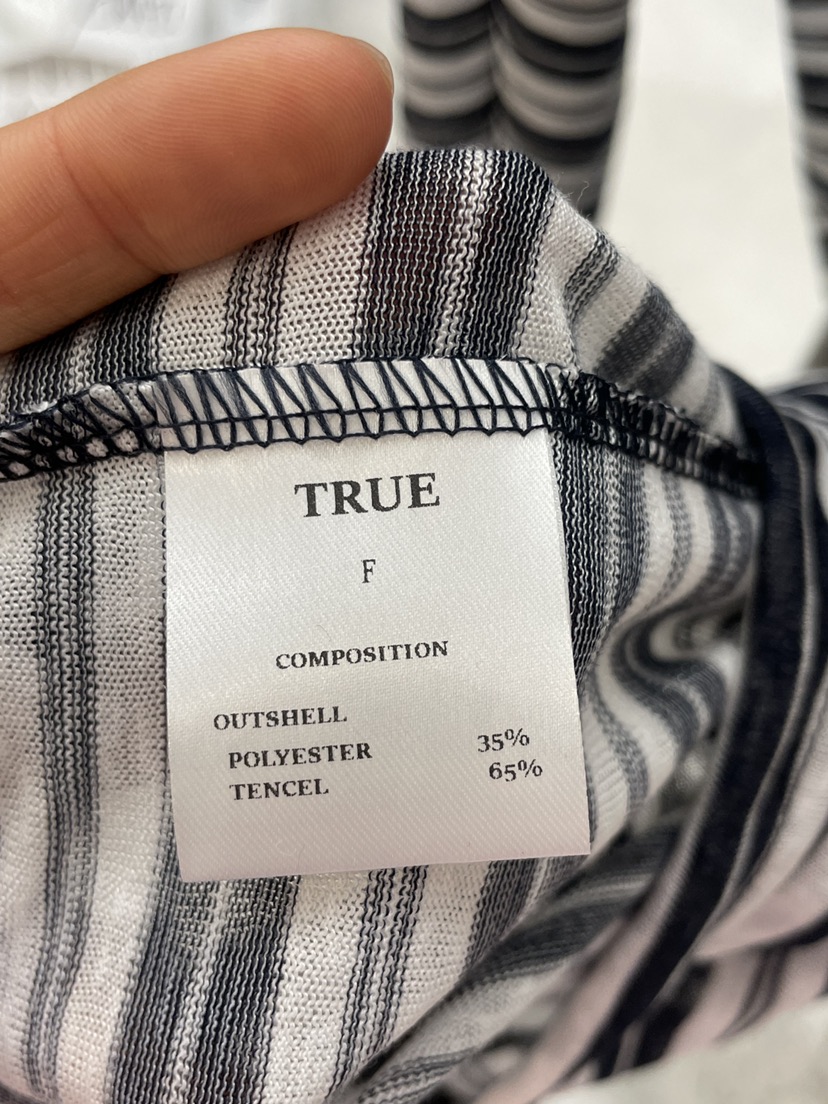 TRUE
F
COMPOSITION
OUTSHELL
POLYESTER 35%
TENCEL 65%